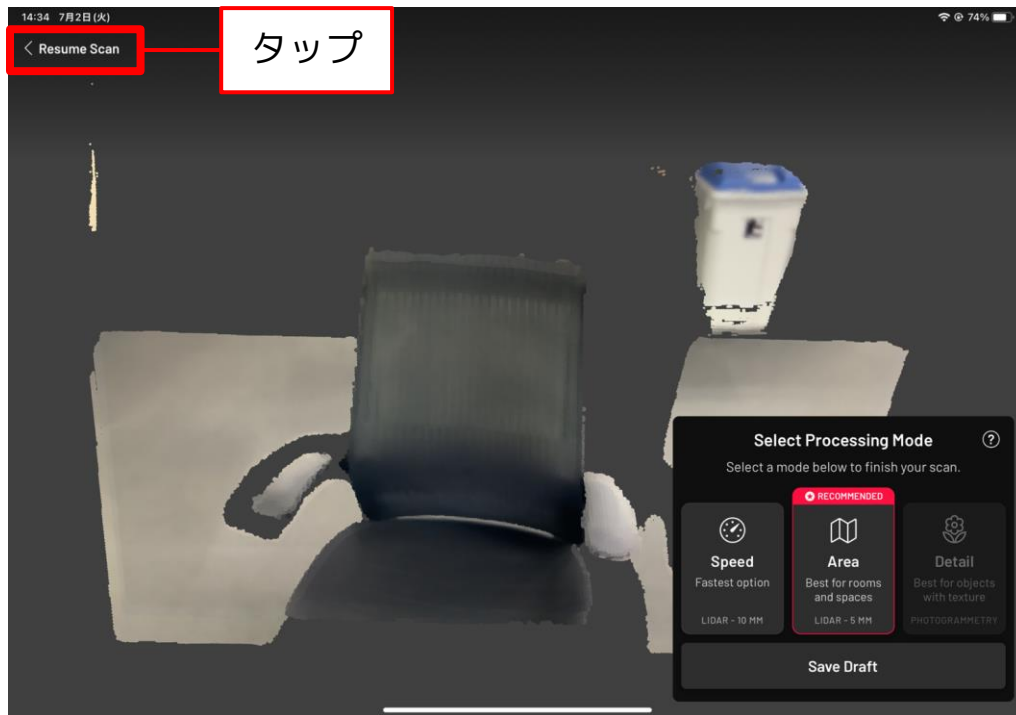 14:34 7月2日(火)
74%
Resume Scan
タップ
Select Processing Mode
?
Select a mode below to finish your scan.
RECOMMENDED
Speed
Fastest option
LIDAR - 10 MM
Area
Best for rooms
and spaces
LIDAR - 5 MM
Detail
Best for objects
with texture
PHOTOGRAMMETRY
Save Draft